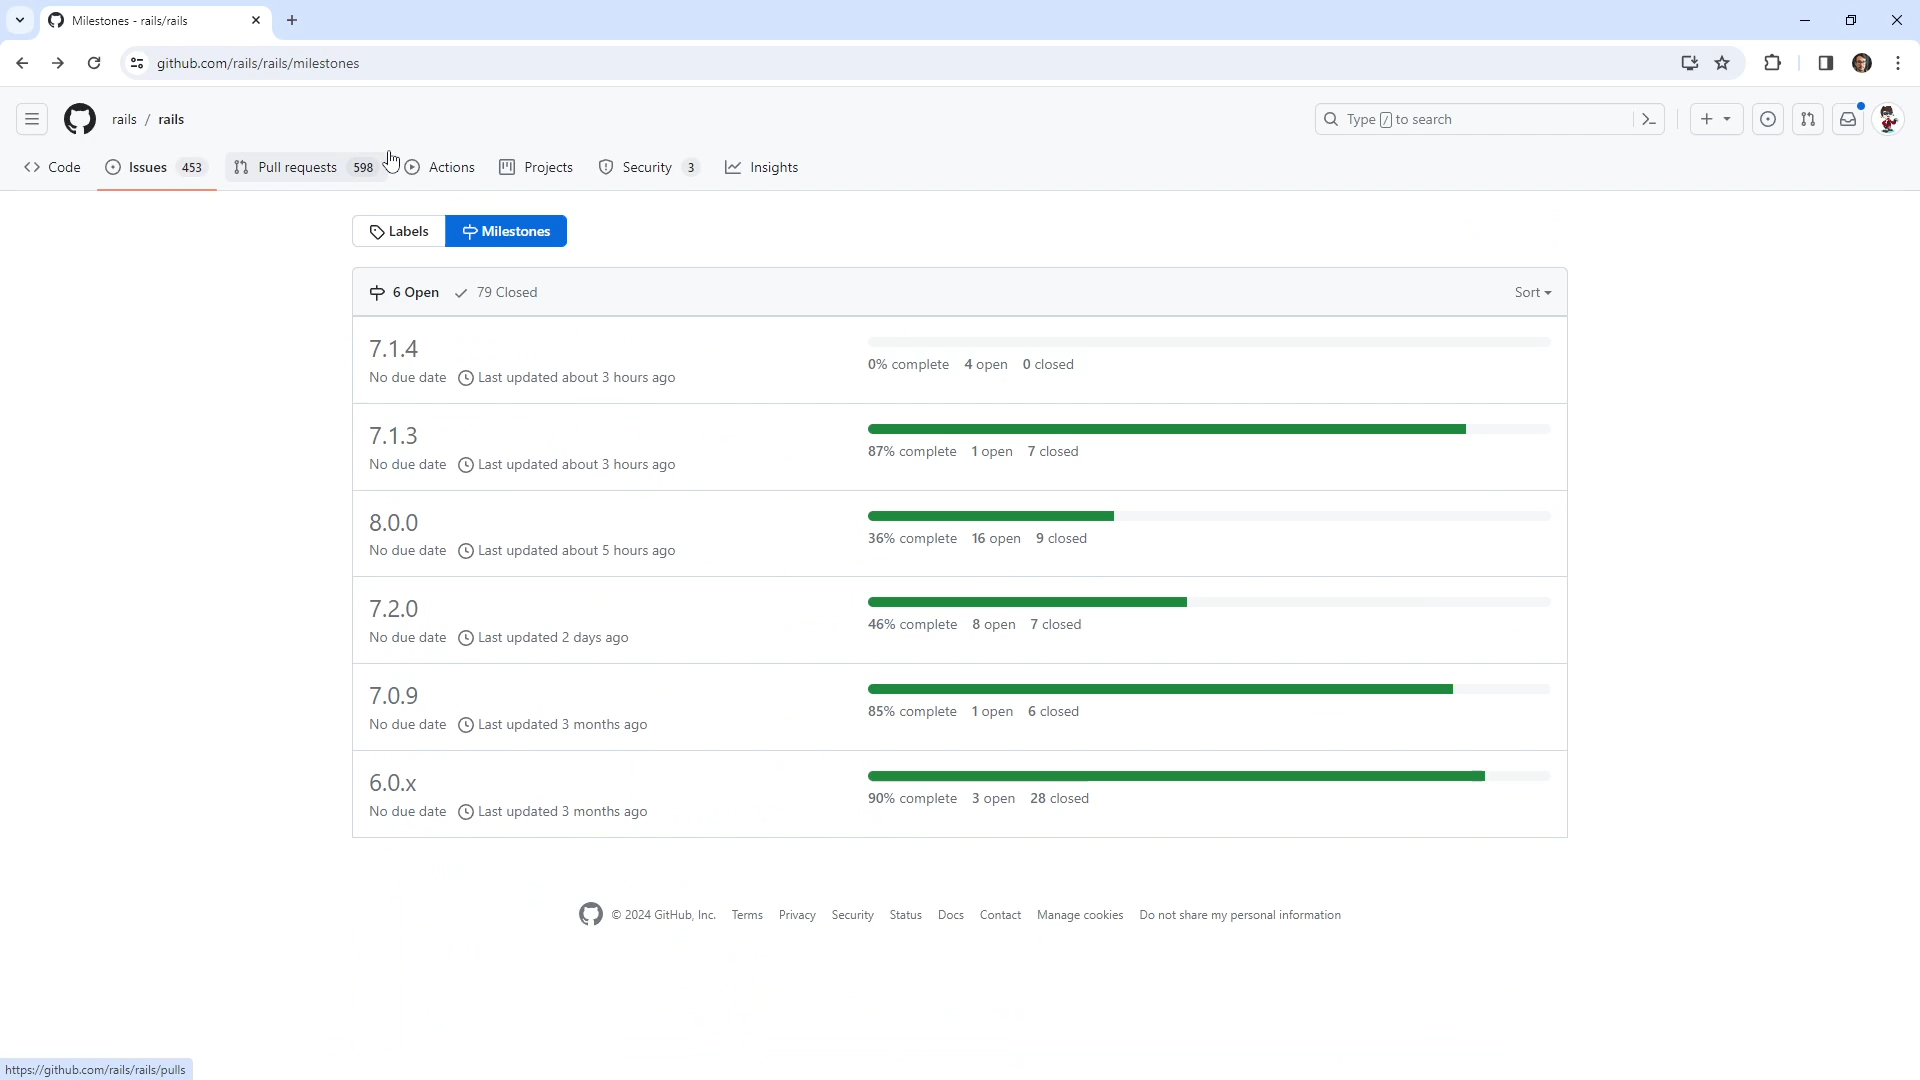 Milestones - rails/rails
github.com/rails/rails/milestones
rails / rails
Type / to search
Code Issues 453 Pull requests 598 Actions Projects Security 3 Insights
Labels Milestones
6 Open 79 Closed Sort
7.1.4
No due date Last updated about 3 hours ago
0% complete 4 open 0 closed
7.1.3
No due date Last updated about 3 hours ago
87% complete 1 open 7 closed
8.0.0
No due date Last updated about 5 hours ago
36% complete 16 open 9 closed
7.2.0
No due date Last updated 2 days ago
46% complete 8 open 7 closed
7.0.9
No due date Last updated 3 months ago
85% complete 1 open 6 closed
6.0.x
No due date Last updated 3 months ago
90% complete 3 open 28 closed
© 2024 GitHub, Inc. Terms Privacy Security Status Docs Contact Manage cookies Do not share my personal information
https://github.com/rails/rails/pulls